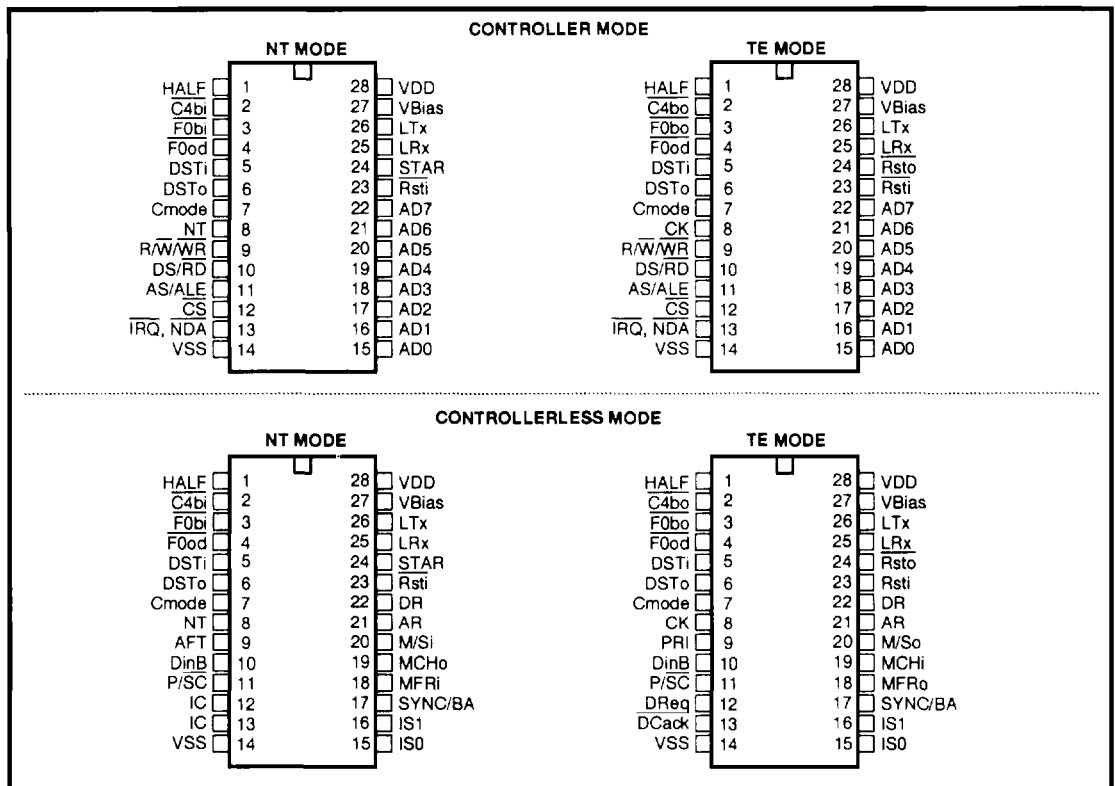 CONTROLLER MODE
NT MODE
HALF 1 28 VDD
C4bi 2 27 VBias
F0bi 3 26 LTx
F0od 4 25 LRx
DSTi 5 24 STAR
DSTo 6 23 Rsti
Cmode 7 22 AD7
NT 8 21 AD6
R/W/WR 9 20 AD5
DS/RD 10 19 AD4
AS/ALE 11 18 AD3
CS 12 17 AD2
IRQ, NDA 13 16 AD1
VSS 14 15 AD0
TE MODE
HALF 1 28 VDD
C4bo 2 27 VBias
F0bo 3 26 LTx
F0od 4 25 LRx
DSTi 5 24 Rsto
DSTo 6 23 Rsti
Cmode 7 22 AD7
CK 8 21 AD6
R/W/WR 9 20 AD5
DS/RD 10 19 AD4
AS/ALE 11 18 AD3
CS 12 17 AD2
IRQ, NDA 13 16 AD1
VSS 14 15 AD0
CONTROLLERLESS MODE
NT MODE
HALF 1 28 VDD
C4bi 2 27 VBias
F0bi 3 26 LTx
F0od 4 25 LRx
DSTi 5 24 STAR
DSTo 6 23 Rsti
Cmode 7 22 DR
NT 8 21 AR
AFT 9 20 M/Si
DinB 10 19 MCHo
P/SC 11 18 MFRi
IC 12 17 SYNC/BA
IC 13 16 IS1
VSS 14 15 IS0
TE MODE
HALF 1 28 VDD
C4bo 2 27 VBias
F0bo 3 26 LTx
F0od 4 25 LRx
DSTi 5 24 Rsto
DSTo 6 23 Rsti
Cmode 7 22 DR
CK 8 21 AR
PRI 9 20 M/So
DinB 10 19 MCHi
P/SC 11 18 MFRo
DReq 12 17 SYNC/BA
DCack 13 16 IS1
VSS 14 15 IS0